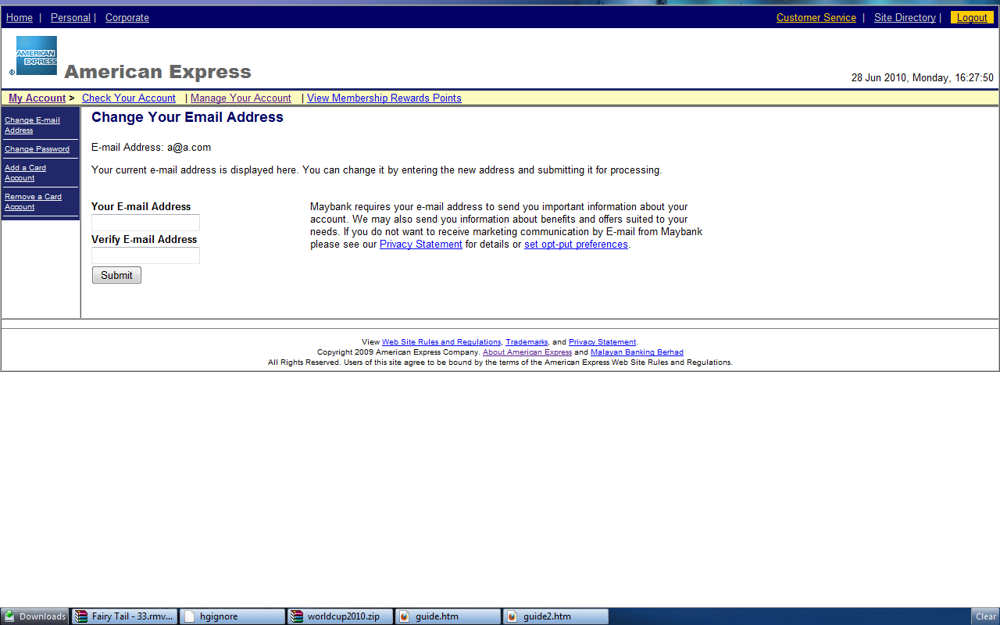 Home | Personal | Corporate
Customer Service | Site Directory | Logout
AMERICAN
EXPRESS
® American Express
28 Jun 2010, Monday, 16:27:50
My Account > Check Your Account | Manage Your Account | View Membership Rewards Points
Change E-mail
Address
Change Password
Add a Card
Account
Remove a Card
Account
Change Your Email Address
E-mail Address: a@a.com
Your current e-mail address is displayed here. You can change it by entering the new address and submitting it for processing.
Your E-mail Address
Verify E-mail Address
Submit
Maybank requires your e-mail address to send you important information about your
account. We may also send you information about benefits and offers suited to your
needs. If you do not want to receive marketing communication by E-mail from Maybank
please see our Privacy Statement for details or set opt-put preferences.
View Web Site Rules and Regulations, Trademarks, and Privacy Statement.
Copyright 2009 American Express Company. About American Express and Malayan Banking Berhad
All Rights Reserved. Users of this site agree to be bound by the terms of the American Express Web Site Rules and Regulations.
Downloads
Fairy Tail - 33.rmv...
hgignore
worldcup2010.zip
guide.htm
guide2.htm
Clear